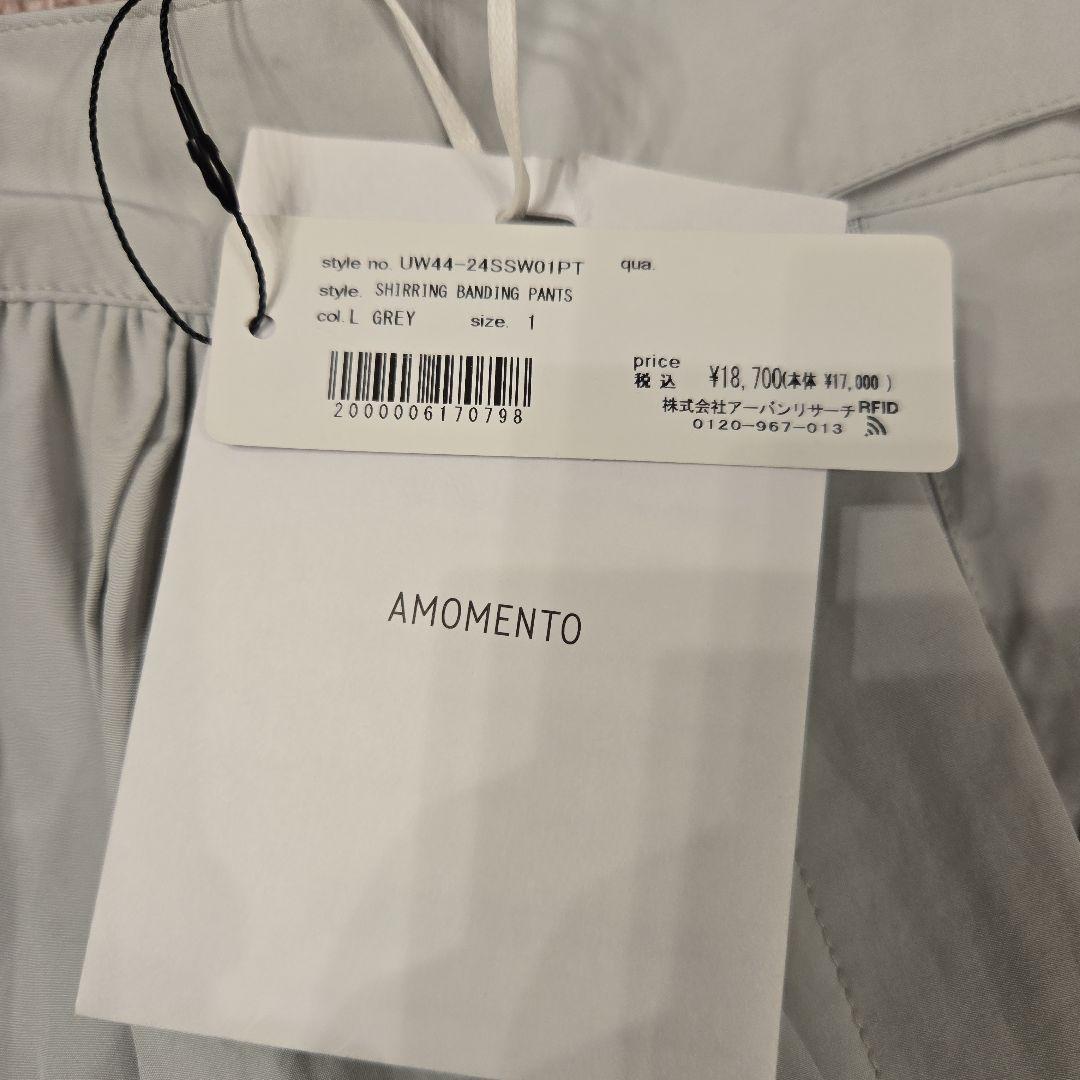 style no. UW44-24SSW01PT qua.
style. SHIRRING BANDING PANTS
col. L GREY size. 1
2000006170798
price
税込 ¥18,700(本体 ¥17,000 )
株式会社アーバンリサーチ RFID
0120-967-013
AMOMENTO